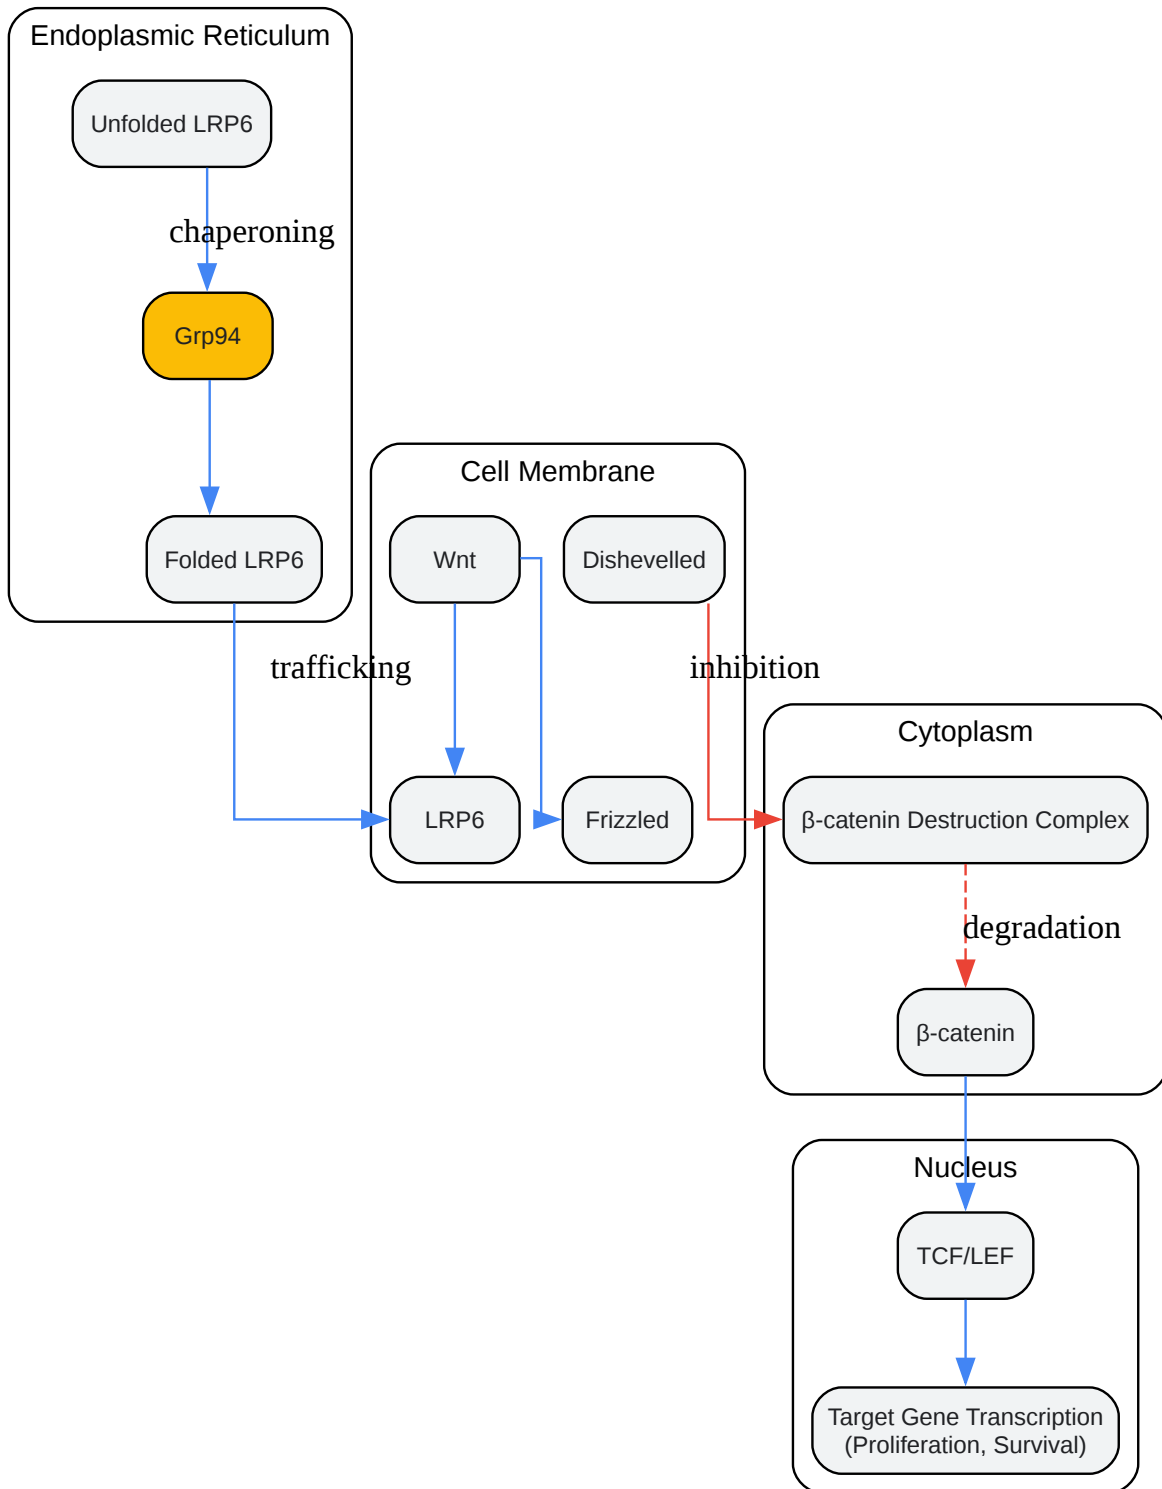 Endoplasmic Reticulum
Unfolded LRP6
chaperoning
Grp94
Folded LRP6
trafficking
Cell Membrane
Wnt
Dishevelled
inhibition
LRP6
Frizzled
Cytoplasm
β-catenin Destruction Complex
degradation
β-catenin
Nucleus
TCF/LEF
Target Gene Transcription
(Proliferation, Survival)